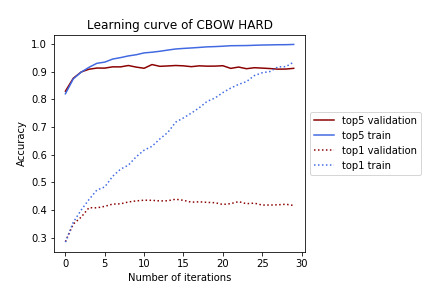 Learning curve of CBOW HARD
1.0
0.9
0.8
0.7
0.6
0.5
0.4
0.3
Accuracy
0
5
10
15
20
25
30
Number of iterations
top5 validation
top5 train
top1 validation
top1 train